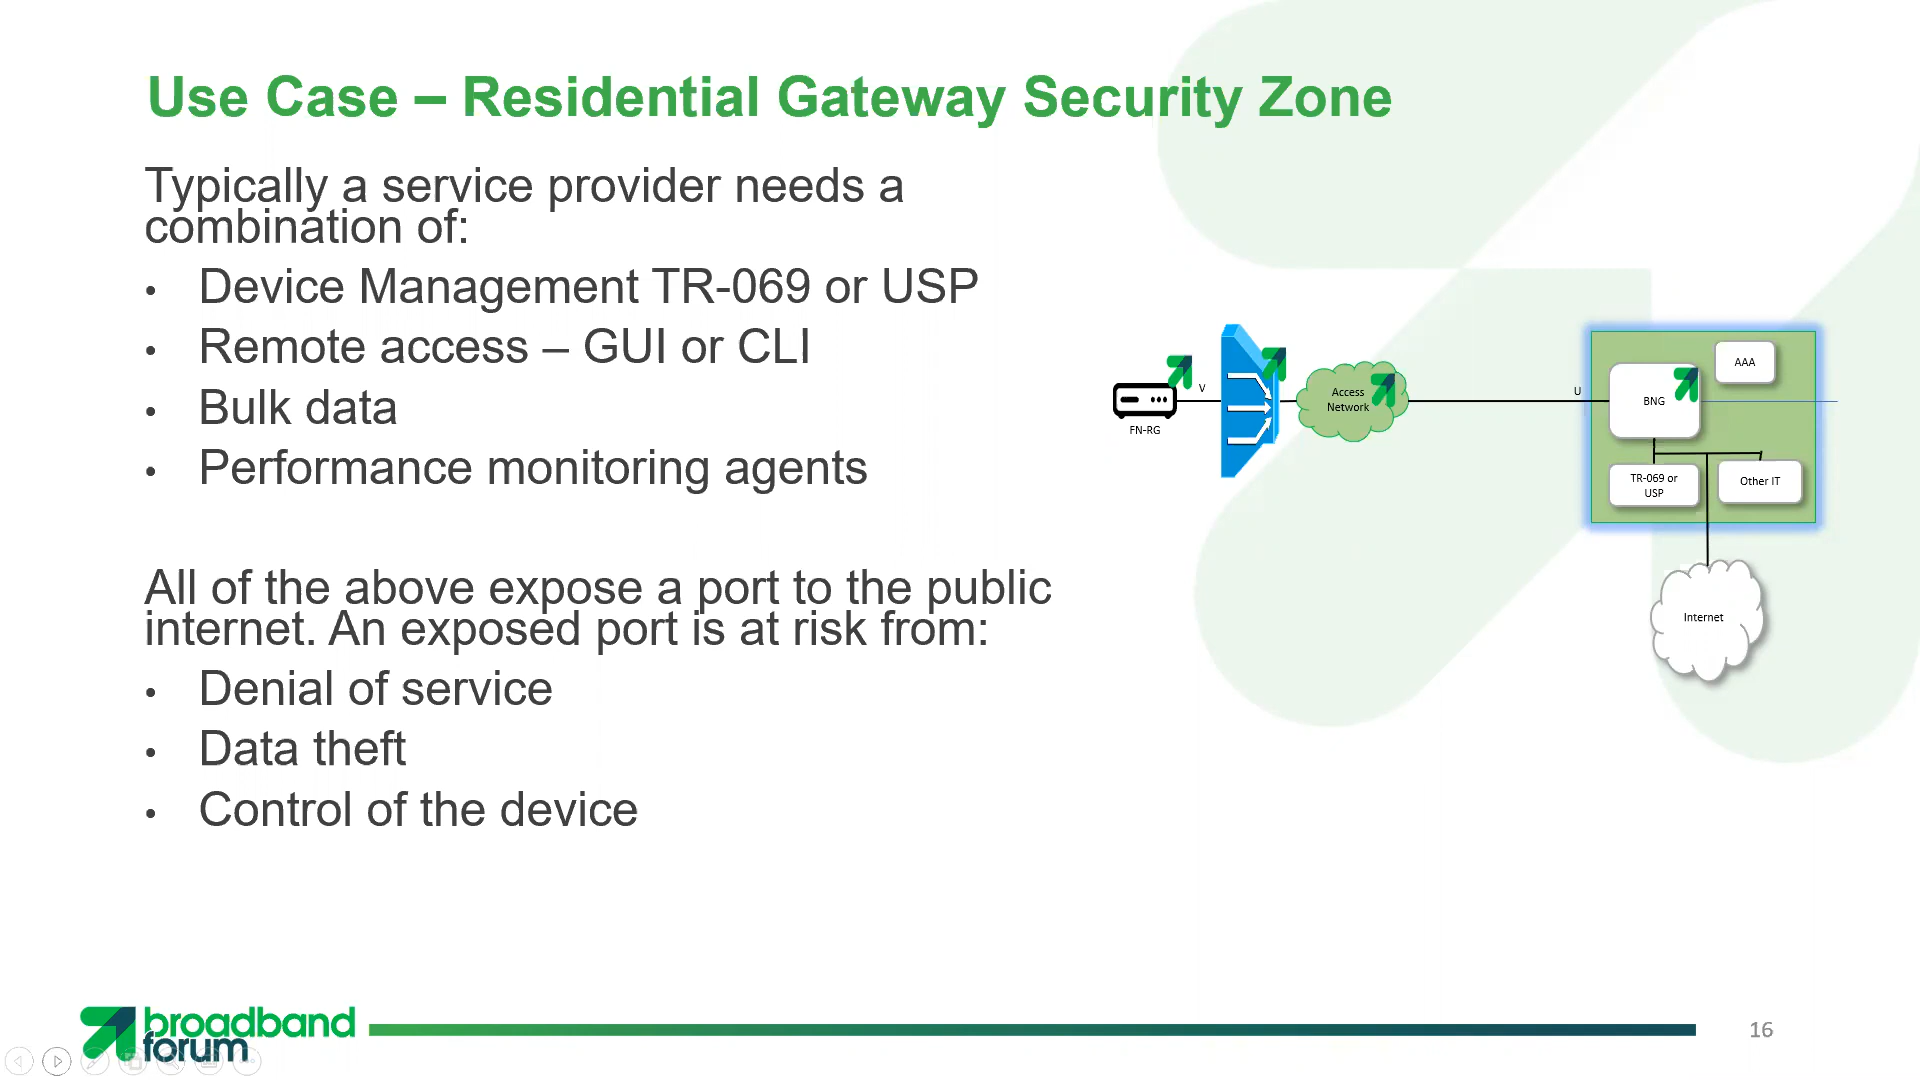 Use Case – Residential Gateway Security Zone
Typically a service provider needs a
combination of:
• Device Management TR-069 or USP
• Remote access – GUI or CLI
• Bulk data
• Performance monitoring agents
All of the above expose a port to the public
internet. An exposed port is at risk from:
• Denial of service
• Data theft
• Control of the device
FN-RG
V
Access
Network
U
BNG
AAA
TR-069 or
USP
Other IT
Internet
broadband
forum
16